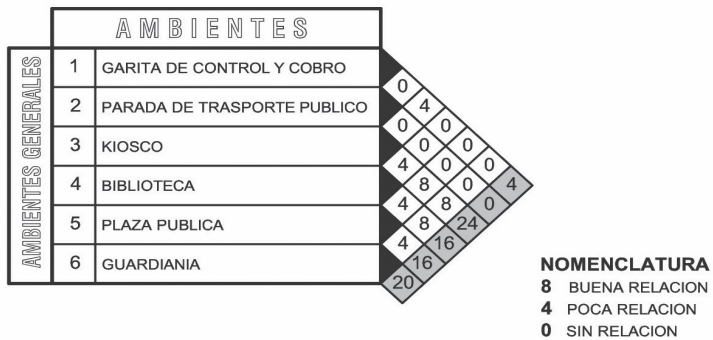 AMBIENTES
AMBIENTES GENERALES
1 GARITA DE CONTROL Y COBRO
0
2 PARADA DE TRASPORTE PUBLICO
4
0 0
3 KIOSCO
0 0
4 0 0
4 BIBLIOTECA
8 0 4
4 8 0
5 PLAZA PUBLICA
8 24
4 16
6 GUARDIANIA
16
20
NOMENCLATURA
8 BUENA RELACION
4 POCA RELACION
0 SIN RELACION